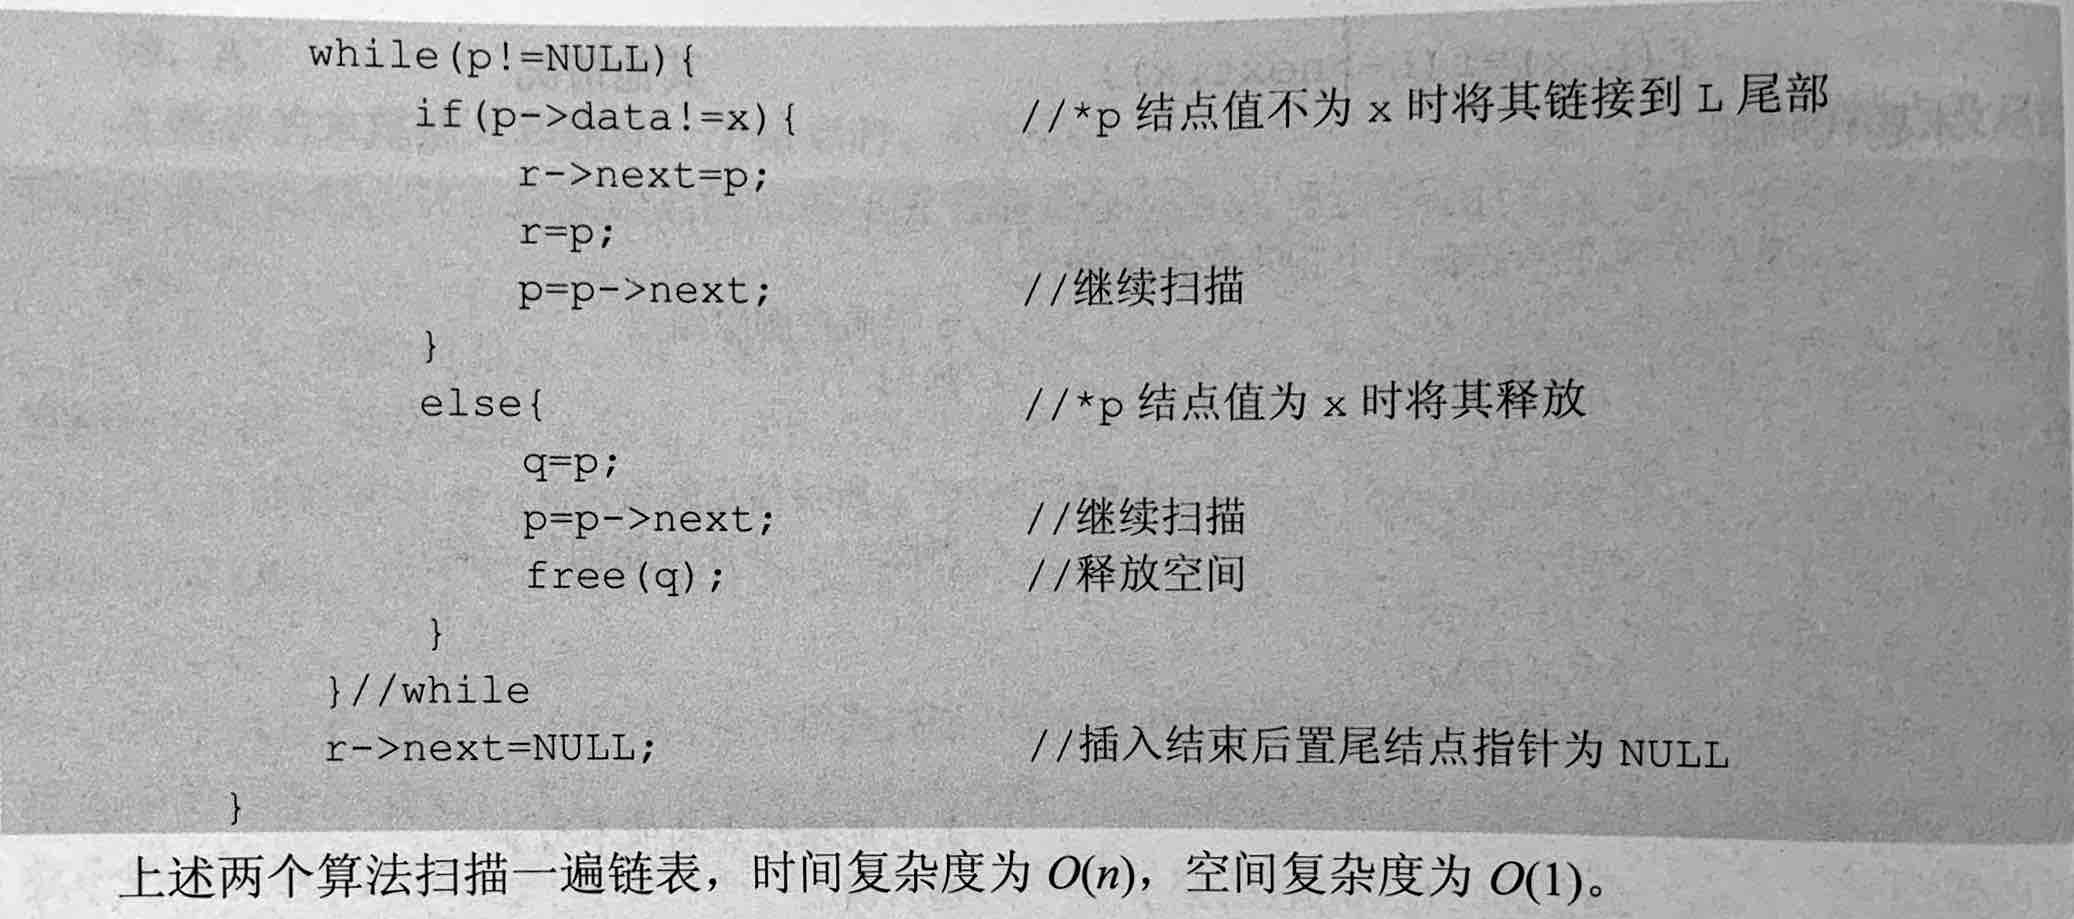 while(p!=NULL){
if(p->data!=x){ //*p 结点值不为 x 时将其链接到 L 尾部
r->next=p;
r=p;
p=p->next; //继续扫描
}
else{ //*p 结点值为 x 时将其释放
q=p;
p=p->next; //继续扫描
free(q); //释放空间
}
}//while
r->next=NULL; //插入结束后置尾结点指针为 NULL
}
上述两个算法扫描一遍链表，时间复杂度为 O(n)，空间复杂度为 O(1)。